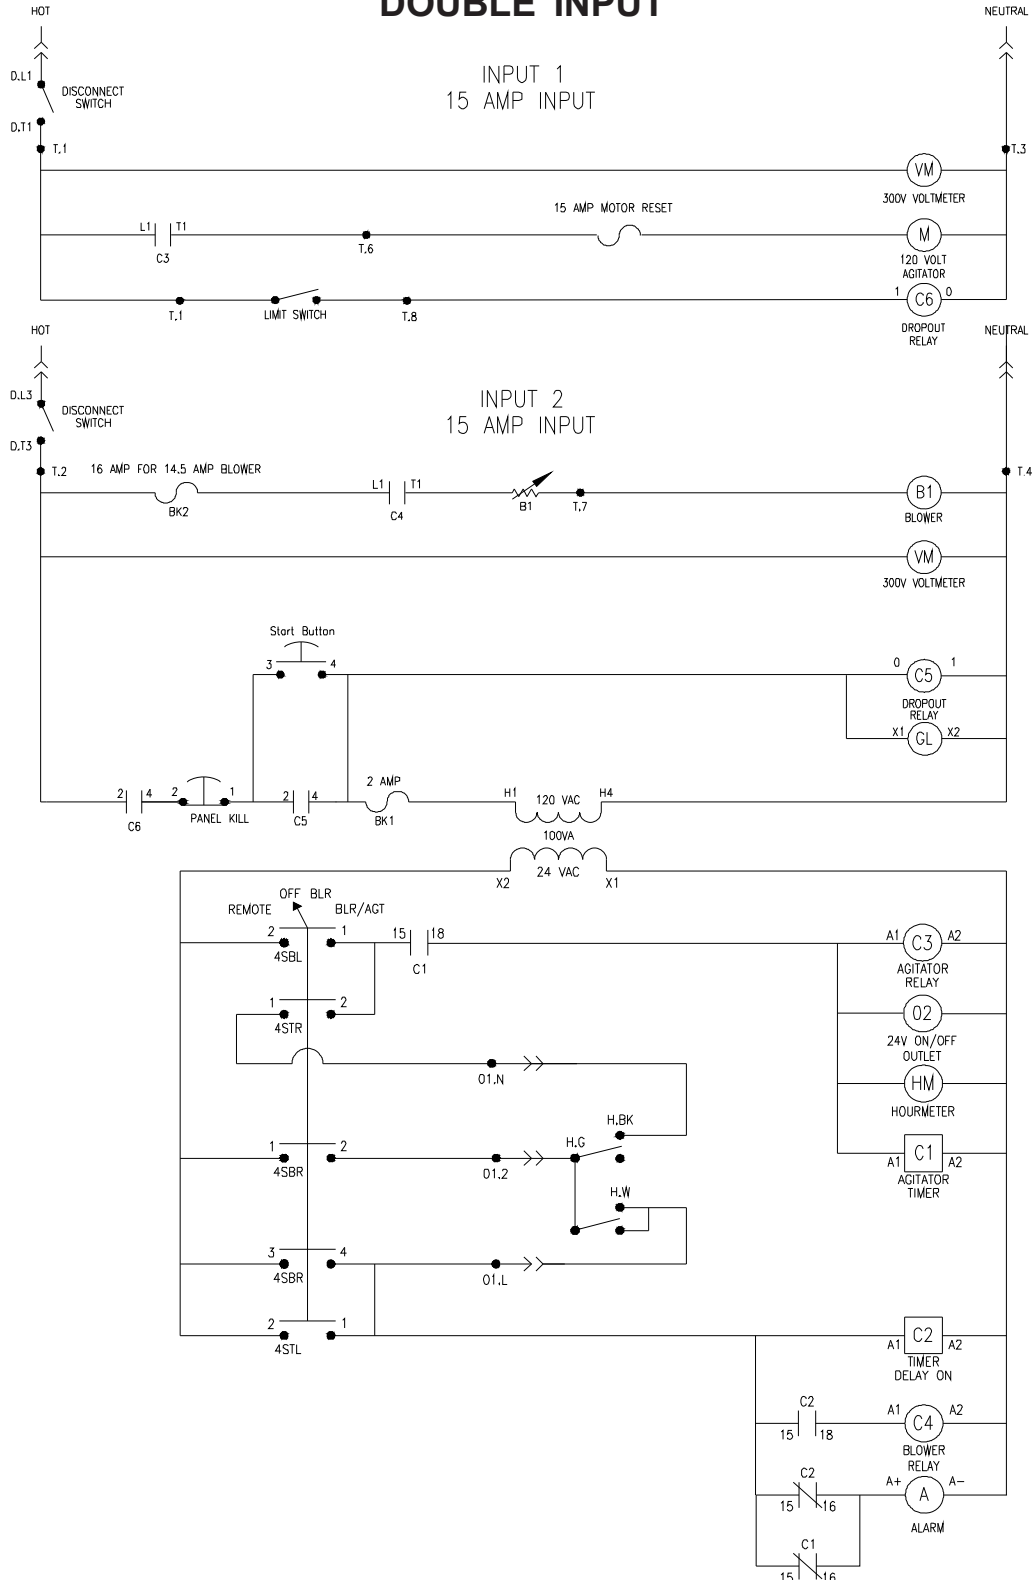 DOUBLE INPUT
HOT
NEUTRAL
INPUT 1
15 AMP INPUT
D.L1
DISCONNECT
SWITCH
D.T1
T.1
T.3
VM
300V VOLTMETER
15 AMP MOTOR RESET
L1 T1
C3
T.6
M
120 VOLT
AGITATOR
T.1
LIMIT SWITCH
T.8
1 C6 0
DROPOUT
RELAY
HOT
NEUTRAL
INPUT 2
15 AMP INPUT
D.L3
DISCONNECT
SWITCH
D.T3
T.2
T.4
16 AMP FOR 14.5 AMP BLOWER
BK2
L1 T1
C4
B1
T.7
B1
BLOWER
VM
300V VOLTMETER
Start Button
3 4
0 C5 1
DROPOUT
RELAY
X1 GL X2
2 4
C6
2 1
PANEL KILL
2 4
C5
2 AMP
BK1
H1 120 VAC H4
100VA
X2 24 VAC X1
OFF BLR
REMOTE BLR/AGT
2 1
4SBL
15 18
C1
A1 C3 A2
AGITATOR
RELAY
1 2
4STR
02
24V ON/OFF
OUTLET
01.N
HM
HOURMETER
H.BK
1 2
4SBR
01.2
H.G
A1 C1 A2
AGITATOR
TIMER
H.W
3 4
4SBR
01.L
2 1
4STL
A1 C2 A2
TIMER
DELAY ON
C2
15 18
A1 C4 A2
BLOWER
RELAY
C2
15 16
A+ A A-
ALARM
C1
15 16